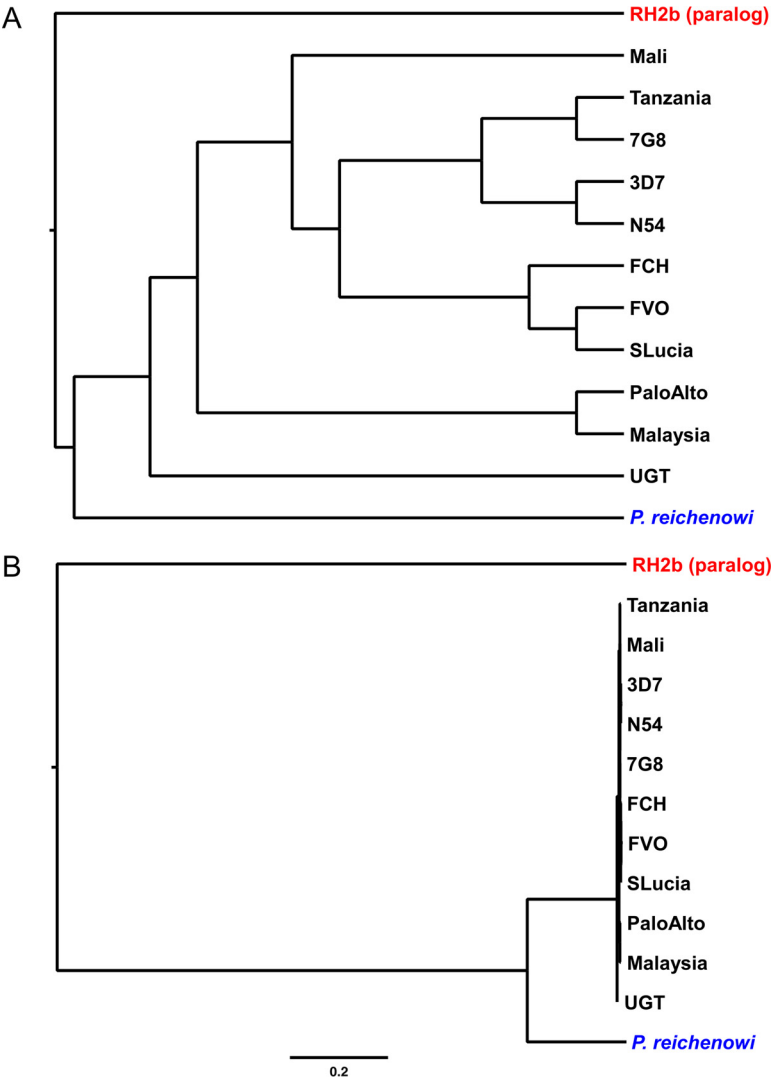 A
RH2b (paralog)
Mali
Tanzania
7G8
3D7
N54
FCH
FVO
SLucia
PaloAlto
Malaysia
UGT
P. reichenowi
B
RH2b (paralog)
Tanzania
Mali
3D7
N54
7G8
FCH
FVO
SLucia
PaloAlto
Malaysia
UGT
P. reichenowi
0.2